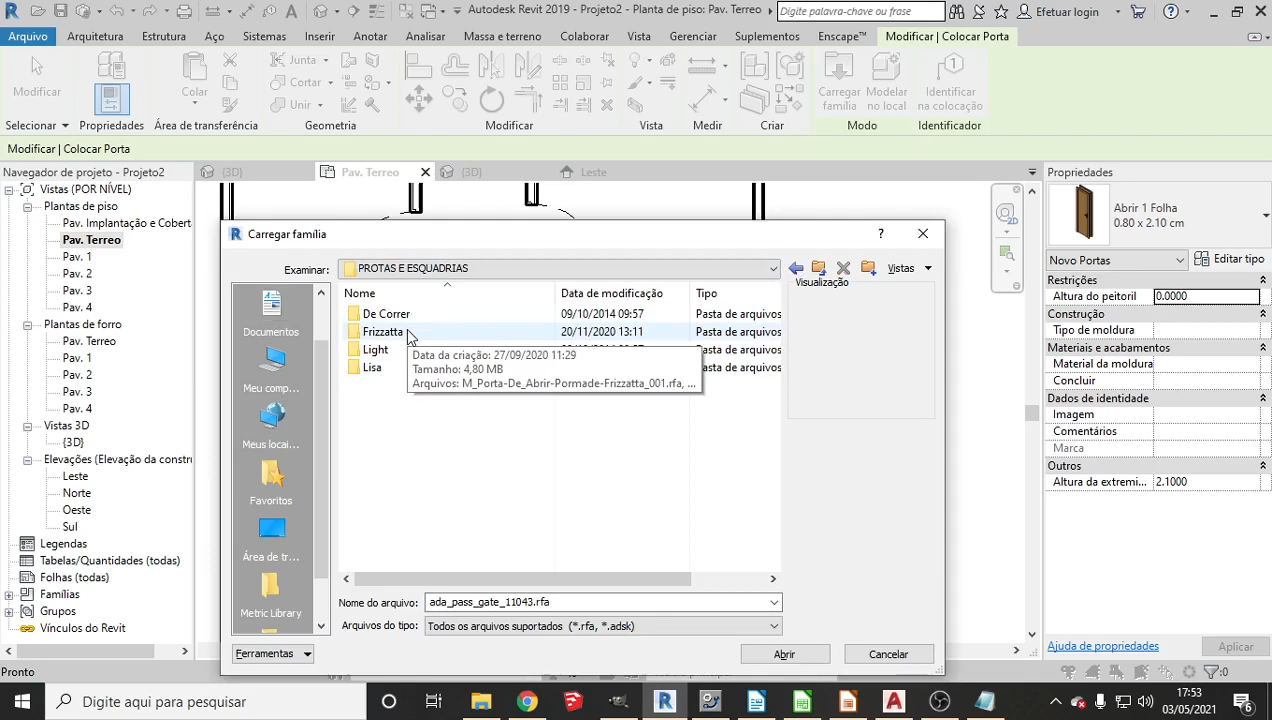 Autodesk Revit 2019 - Projeto2 - Planta de piso: Pav. Terreo
Digite palavra-chave ou frase
Efetuar login
Arquivo
Arquitetura
Estrutura
Aço
Sistemas
Inserir
Anotar
Analisar
Massa e terreno
Colaborar
Vista
Gerenciar
Suplementos
Enscape™
Modificar | Colocar Porta
Modificar
Colar
Junta
Cortar
Uni
Carregar
família
Modelar
no local
Identificar
na colocação
Selecionar
Propriedades
Área de transferência
Geometria
Modificar
Vista
Medir
Criar
Modo
Identificador
Modificar | Colocar Porta
Navegador de projeto - Projeto2
Vistas (POR NÍVEL)
Plantas de piso
Pav. Implantação e Cobert
Pav. Terreo
Pav. 1
Pav. 2
Pav. 3
Pav. 4
Plantas de forro
Pav. Terreo
Pav. 1
Pav. 2
Pav. 3
Pav. 4
Vistas 3D
{3D}
Elevações (Elevação da constru
Leste
Norte
Oeste
Sul
Legendas
Tabelas/Quantidades (todas)
Folhas (todas)
Famílias
Grupos
Vínculos do Revit
{3D}
Pav. Terreo
{3D}
Leste
Carregar família
?
Examinar:
PROTAS E ESQUADRIAS
Vistas
Visualização
Nome
Data de modificação
Tipo
De Correr
09/10/2014 09:57
Pasta de arquivos
Frizzatta
20/11/2020 13:11
Pasta de arquivos
Light
Pasta de arquivos
Lisa
Pasta de arquivos
Data da criação: 27/09/2020 11:29
Tamanho: 4,80 MB
Arquivos: M_Porta-De_Abrir-Pormade-Frizzatta_001.rfa, ...
Documentos
Meu comp...
Meus locai...
Favoritos
Área de tr...
Metric Library
Nome do arquivo:
ada_pass_gate_11043.rfa
Arquivos do tipo:
Todos os arquivos suportados (*.rfa, *.adsk)
Ferramentas
Abrir
Cancelar
Propriedades
Abrir 1 Folha
0.80 x 2.10 cm
Novo Portas
Editar tipo
Restrições
Altura do peitoril
0.0000
Construção
Tipo de moldura
Materiais e acabamentos
Material da moldura
Concluir
Dados de identidade
Imagem
Comentários
Marca
Outros
Altura da extremi...
2.1000
Ajuda de propriedades
Aplicar
Pronto
:0
Digite aqui para pesquisar
17:53
03/05/2021
6